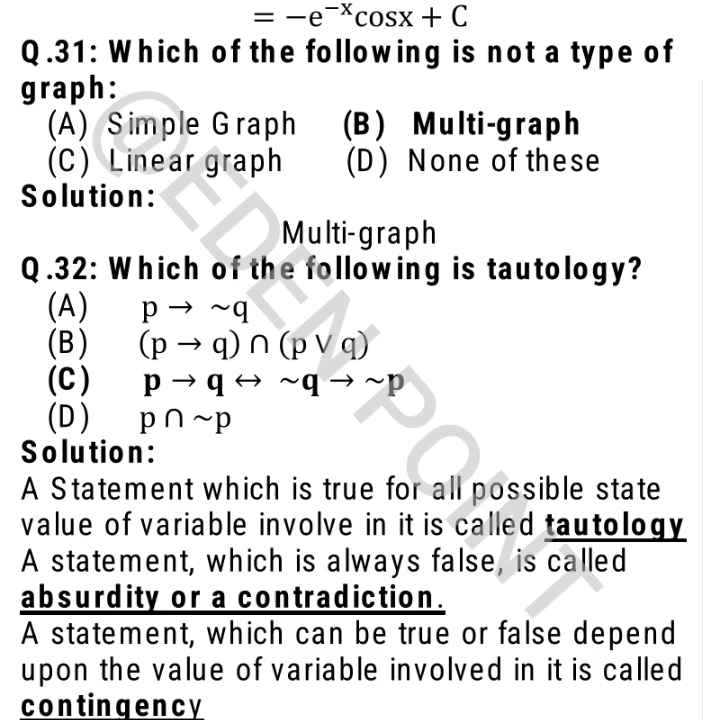 = −e⁻ˣcosx + C
Q.31: Which of the following is not a type of
graph:
(A) Simple Graph (B) Multi-graph
(C) Linear graph (D) None of these
Solution:
Multi-graph
Q.32: Which of the following is tautology?
(A) p → ~q
(B) (p → q) ∩ (p ∨ q)
(C) p → q ↔ ~q → ~p
(D) p ∩ ~p
Solution:
A Statement which is true for all possible state
value of variable involve in it is called tautology
A statement, which is always false, is called
absurdity or a contradiction.
A statement, which can be true or false depend
upon the value of variable involved in it is called
contingency
@EDEN POINT